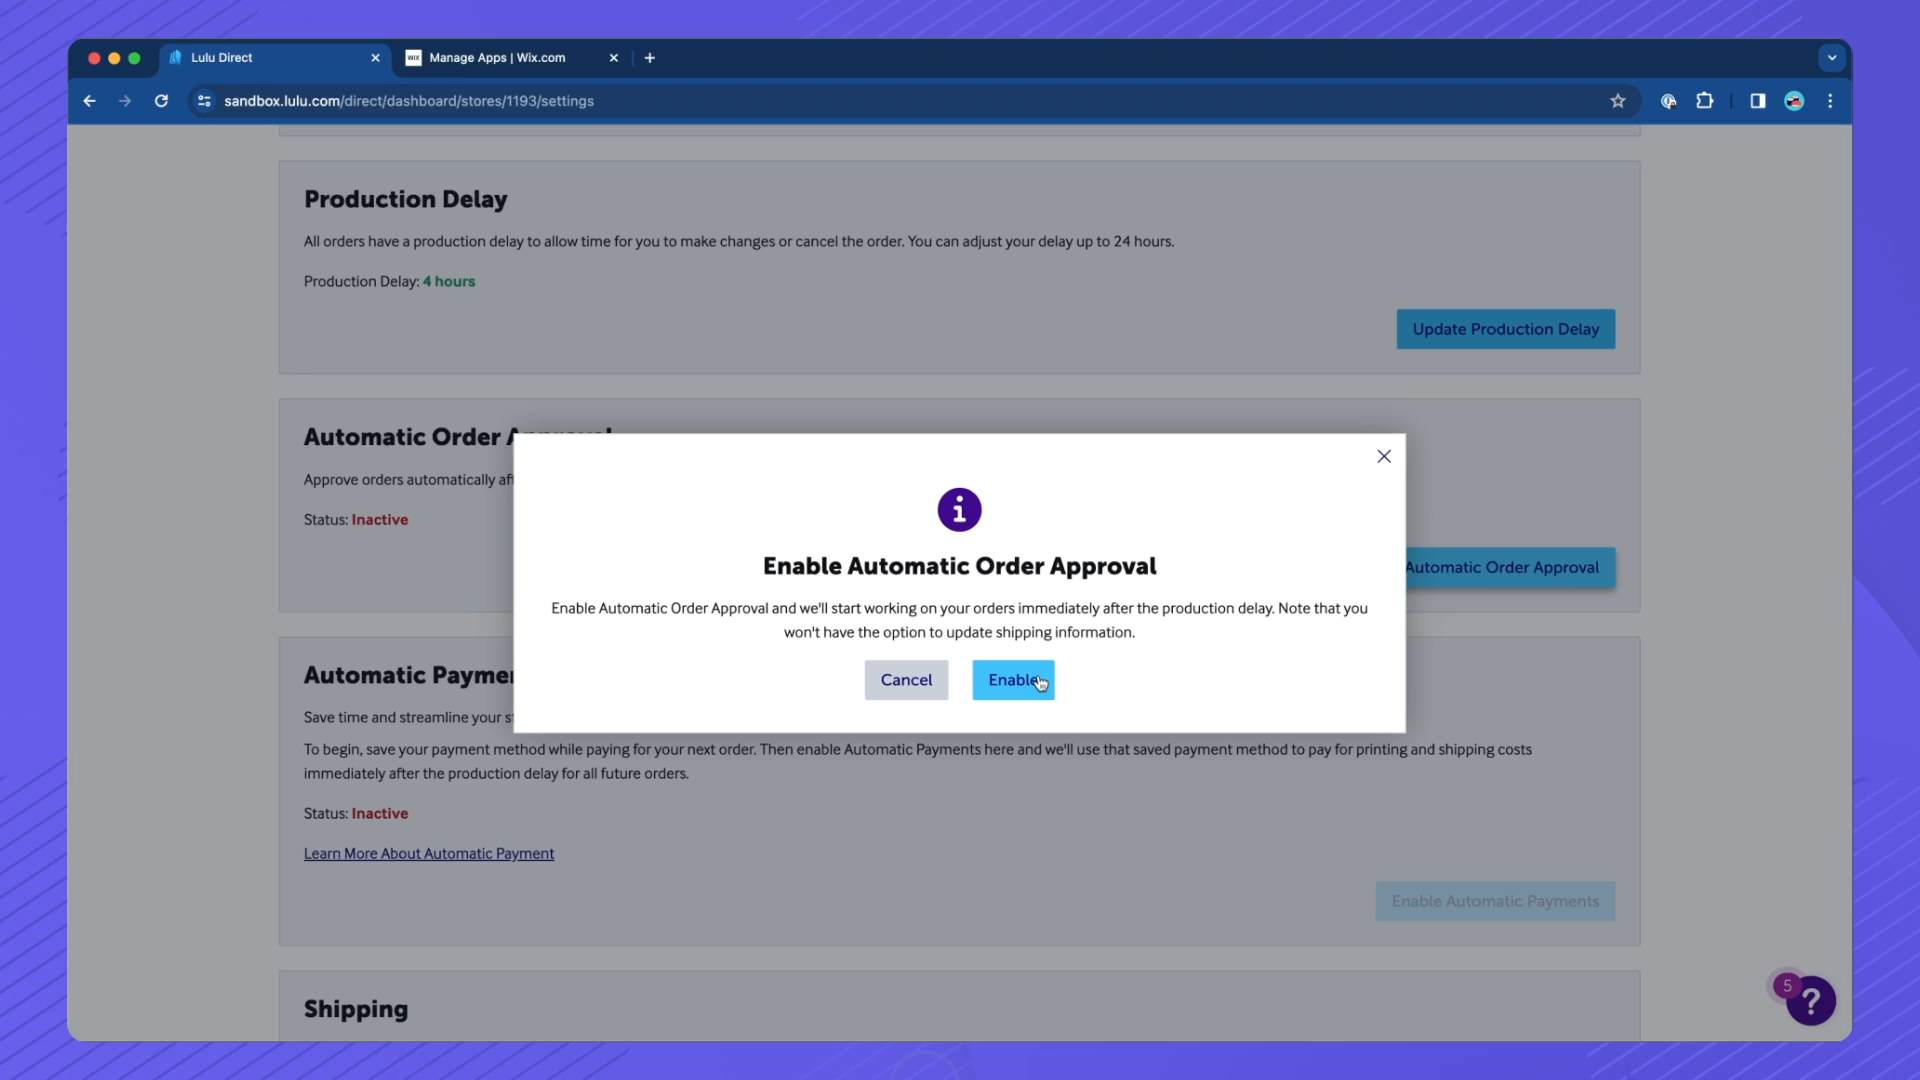 Lulu Direct
WIX Manage Apps | Wix.com
sandbox.lulu.com/direct/dashboard/stores/1193/settings
Production Delay
All orders have a production delay to allow time for you to make changes or cancel the order. You can adjust your delay up to 24 hours.
Production Delay: 4 hours
Update Production Delay
Automatic Order
Approve orders automatically
Status: Inactive
Automatic Order Approval
Enable Automatic Order Approval
Enable Automatic Order Approval and we'll start working on your orders immediately after the production delay. Note that you
won't have the option to update shipping information.
Cancel
Enable
Automatic
Save time and streamline your
To begin, save your payment method while paying for your next order. Then enable Automatic Payments here and we'll use that saved payment method to pay for printing and shipping costs
immediately after the production delay for all future orders.
Status: Inactive
Learn More About Automatic Payment
Enable Automatic Payments
Shipping
5
?